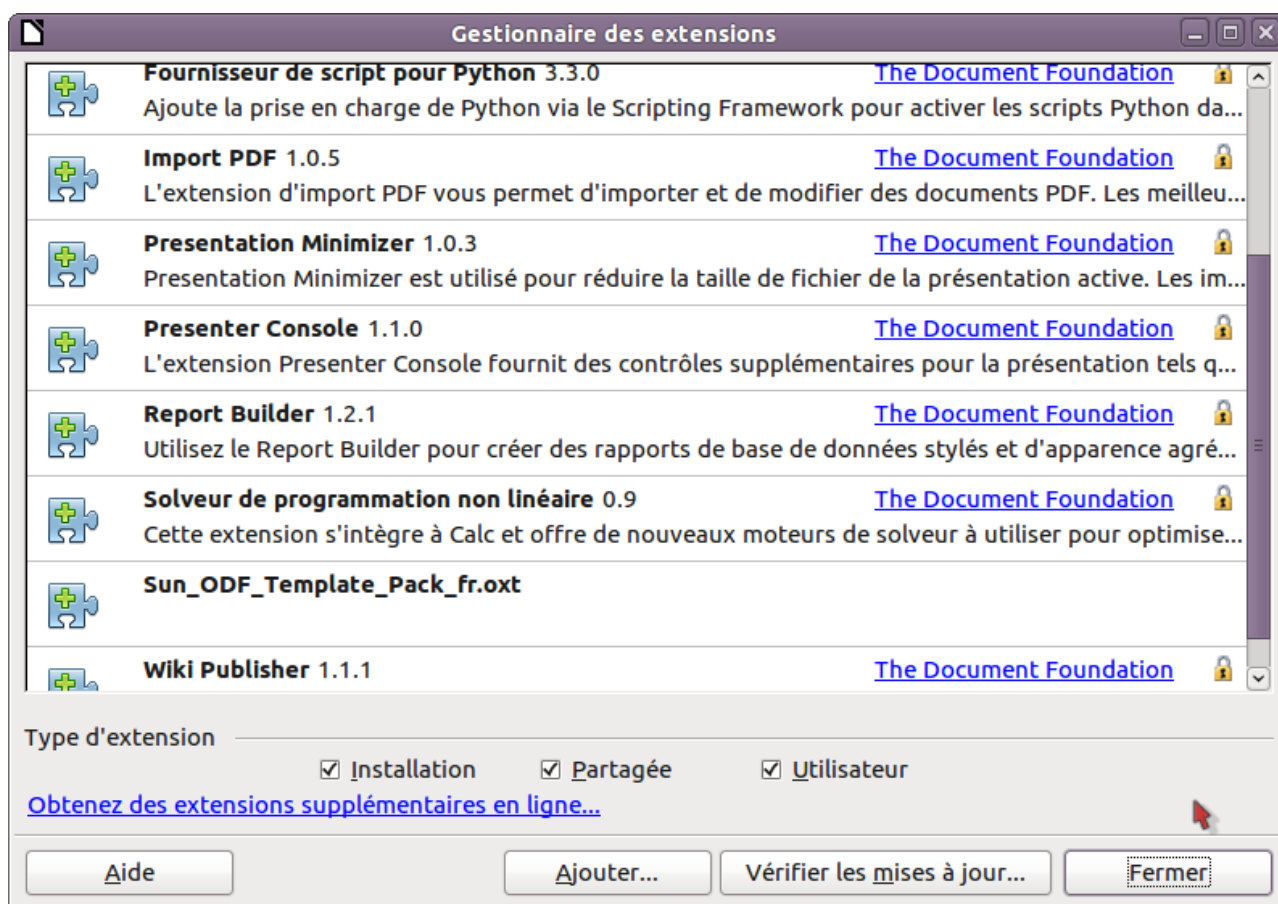 Gestionnaire des extensions
Fournisseur de script pour Python 3.3.0 The Document Foundation
Ajoute la prise en charge de Python via le Scripting Framework pour activer les scripts Python da...
Import PDF 1.0.5 The Document Foundation
L'extension d'import PDF vous permet d'importer et de modifier des documents PDF. Les meilleu...
Presentation Minimizer 1.0.3 The Document Foundation
Presentation Minimizer est utilisé pour réduire la taille de fichier de la présentation active. Les im...
Presenter Console 1.1.0 The Document Foundation
L'extension Presenter Console fournit des contrôles supplémentaires pour la présentation tels q...
Report Builder 1.2.1 The Document Foundation
Utilisez le Report Builder pour créer des rapports de base de données stylés et d'apparence agré...
Solveur de programmation non linéaire 0.9 The Document Foundation
Cette extension s'intègre à Calc et offre de nouveaux moteurs de solveur à utiliser pour optimise...
Sun_ODF_Template_Pack_fr.oxt
Wiki Publisher 1.1.1 The Document Foundation
Type d'extension
Installation Partagée Utilisateur
Obtenez des extensions supplémentaires en ligne...
Aide Ajouter... Vérifier les mises à jour... Fermer